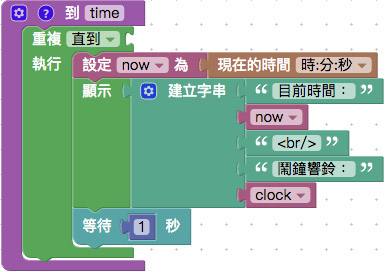 ? 到 time
重複 直到
執行 設定 now 為 現在的時間 時:分:秒
顯示 建立字串 “ 目前時間： ”
now
“ <br/> ”
“ 鬧鐘響鈴： ”
clock
等待 1 秒